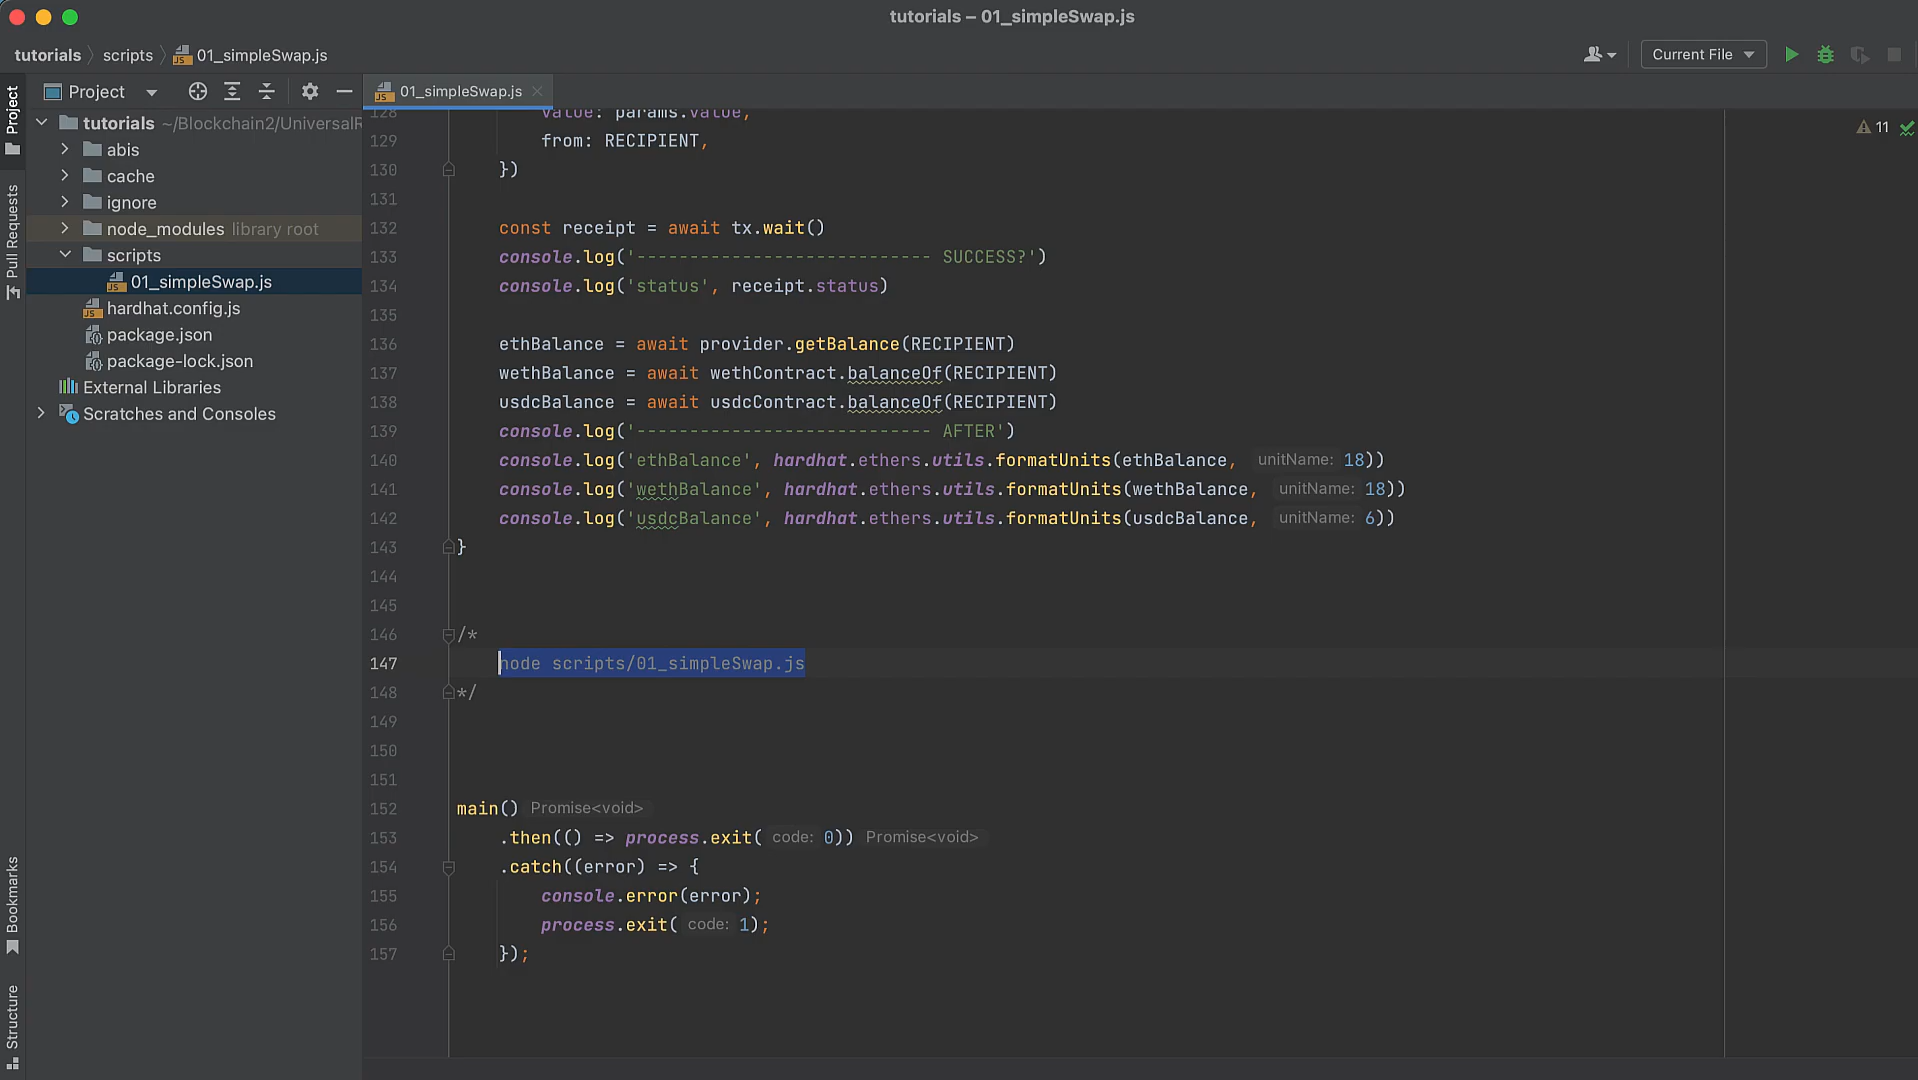 tutorials – 01_simpleSwap.js
tutorials 〉 scripts 〉 01_simpleSwap.js
Current File
Project
01_simpleSwap.js
Project
Pull Requests
Bookmarks
Structure
tutorials ~/Blockchain2/UniversalR
abis
cache
ignore
node_modules library root
scripts
01_simpleSwap.js
hardhat.config.js
package.json
package-lock.json
External Libraries
Scratches and Consoles
11
128 value: params.value,
129 from: RECIPIENT,
130 })
131
132 const receipt = await tx.wait()
133 console.log('---------------------------- SUCCESS?')
134 console.log('status', receipt.status)
135
136 ethBalance = await provider.getBalance(RECIPIENT)
137 wethBalance = await wethContract.balanceOf(RECIPIENT)
138 usdcBalance = await usdcContract.balanceOf(RECIPIENT)
139 console.log('---------------------------- AFTER')
140 console.log('ethBalance', hardhat.ethers.utils.formatUnits(ethBalance, unitName: 18))
141 console.log('wethBalance', hardhat.ethers.utils.formatUnits(wethBalance, unitName: 18))
142 console.log('usdcBalance', hardhat.ethers.utils.formatUnits(usdcBalance, unitName: 6))
143 }
144
145
146 /*
147 node scripts/01_simpleSwap.js
148 */
149
150
151
152 main() Promise<void>
153 .then(() => process.exit( code: 0)) Promise<void>
154 .catch((error) => {
155 console.error(error);
156 process.exit( code: 1);
157 });